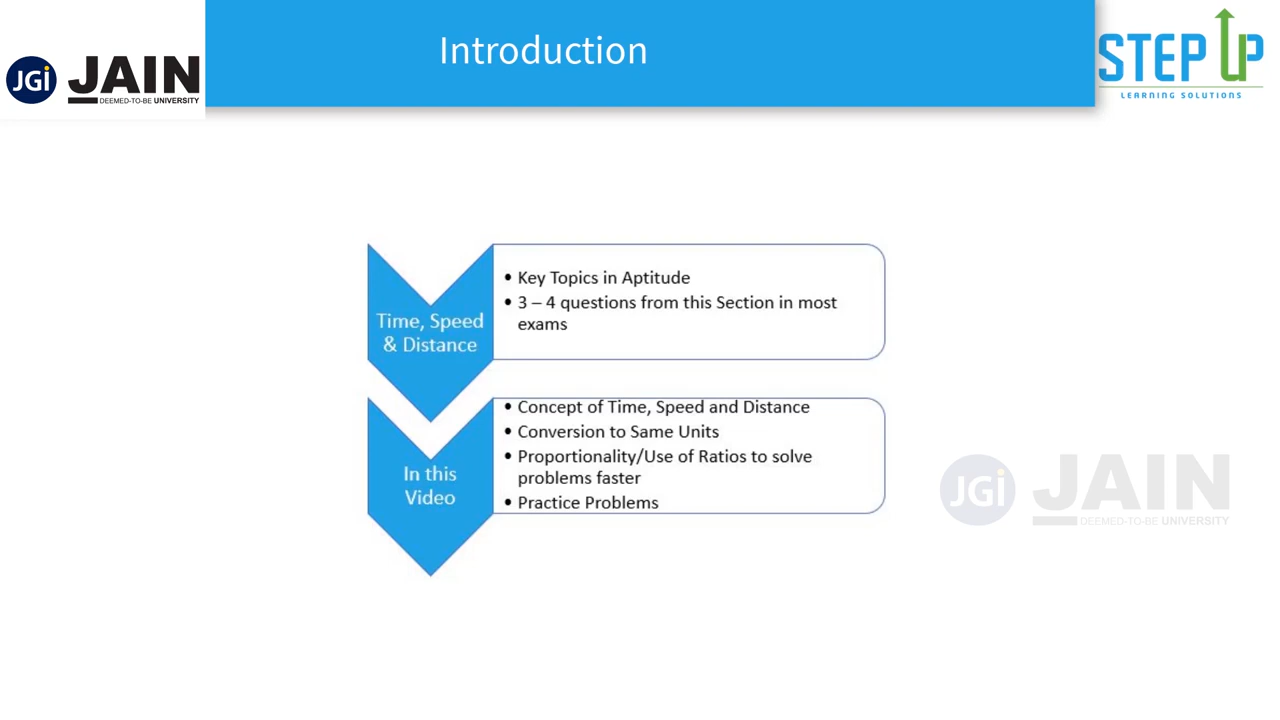 Introduction
JGi JAIN
DEEMED-TO-BE UNIVERSITY
STEP UP
LEARNING SOLUTIONS
Time, Speed
& Distance
• Key Topics in Aptitude
• 3 – 4 questions from this Section in most
exams
In this
Video
• Concept of Time, Speed and Distance
• Conversion to Same Units
• Proportionality/Use of Ratios to solve
problems faster
• Practice Problems
JGi JAIN
DEEMED-TO-BE UNIVERSITY